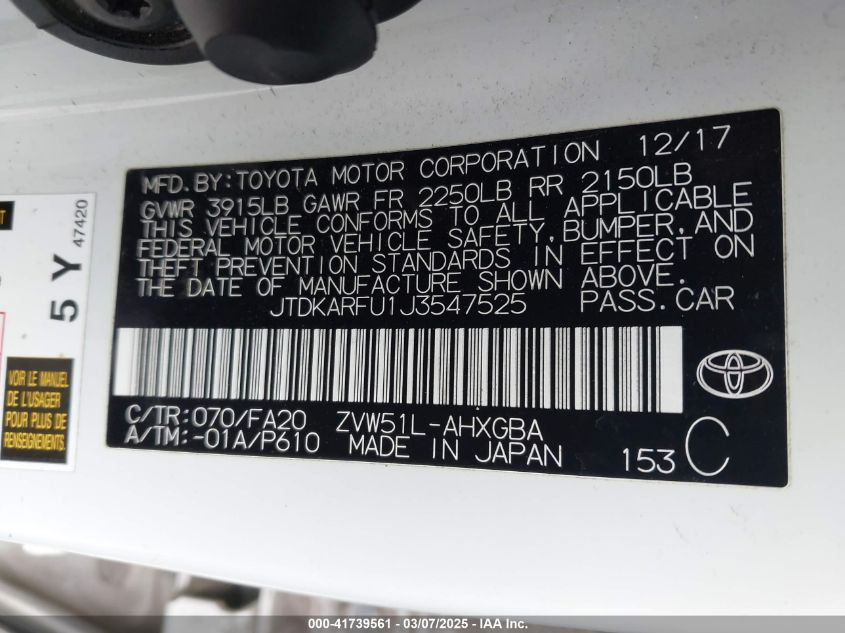 MFD. BY: TOYOTA MOTOR CORPORATION 12/17
GVWR 3915LB GAWR FR 2250LB RR 2150LB
THIS VEHICLE CONFORMS TO ALL APPLICABLE
FEDERAL MOTOR VEHICLE SAFETY, BUMPER, AND
THEFT PREVENTION STANDARDS IN EFFECT ON
THE DATE OF MANUFACTURE SHOWN ABOVE.
JTDKARFU1J3547525 PASS. CAR
C/TR: 070/FA20 ZVW51L-AHXGBA
A/TM: -01A/P610 MADE IN JAPAN
153 C
5 Y
47420
VOIR LE MANUEL
DE L'USAGER
POUR PLUS DE
RENSEIGNEMENTS.
000-41739561 - 03/07/2025 - IAA Inc.